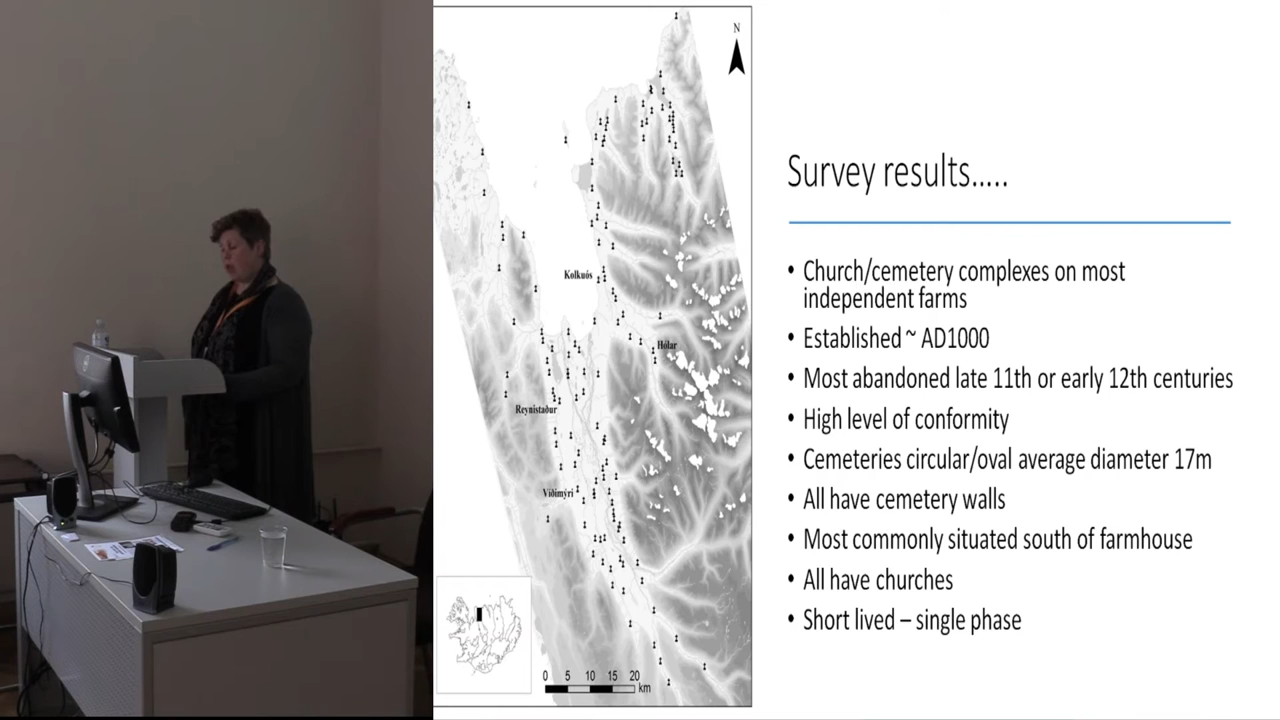 N
Kolkuós
Hólar
Reynistaður
Víðimýri
0 5 10 15 20
km
Survey results.....
• Church/cemetery complexes on most
independent farms
• Established ~ AD1000
• Most abandoned late 11th or early 12th centuries
• High level of conformity
• Cemeteries circular/oval average diameter 17m
• All have cemetery walls
• Most commonly situated south of farmhouse
• All have churches
• Short lived – single phase